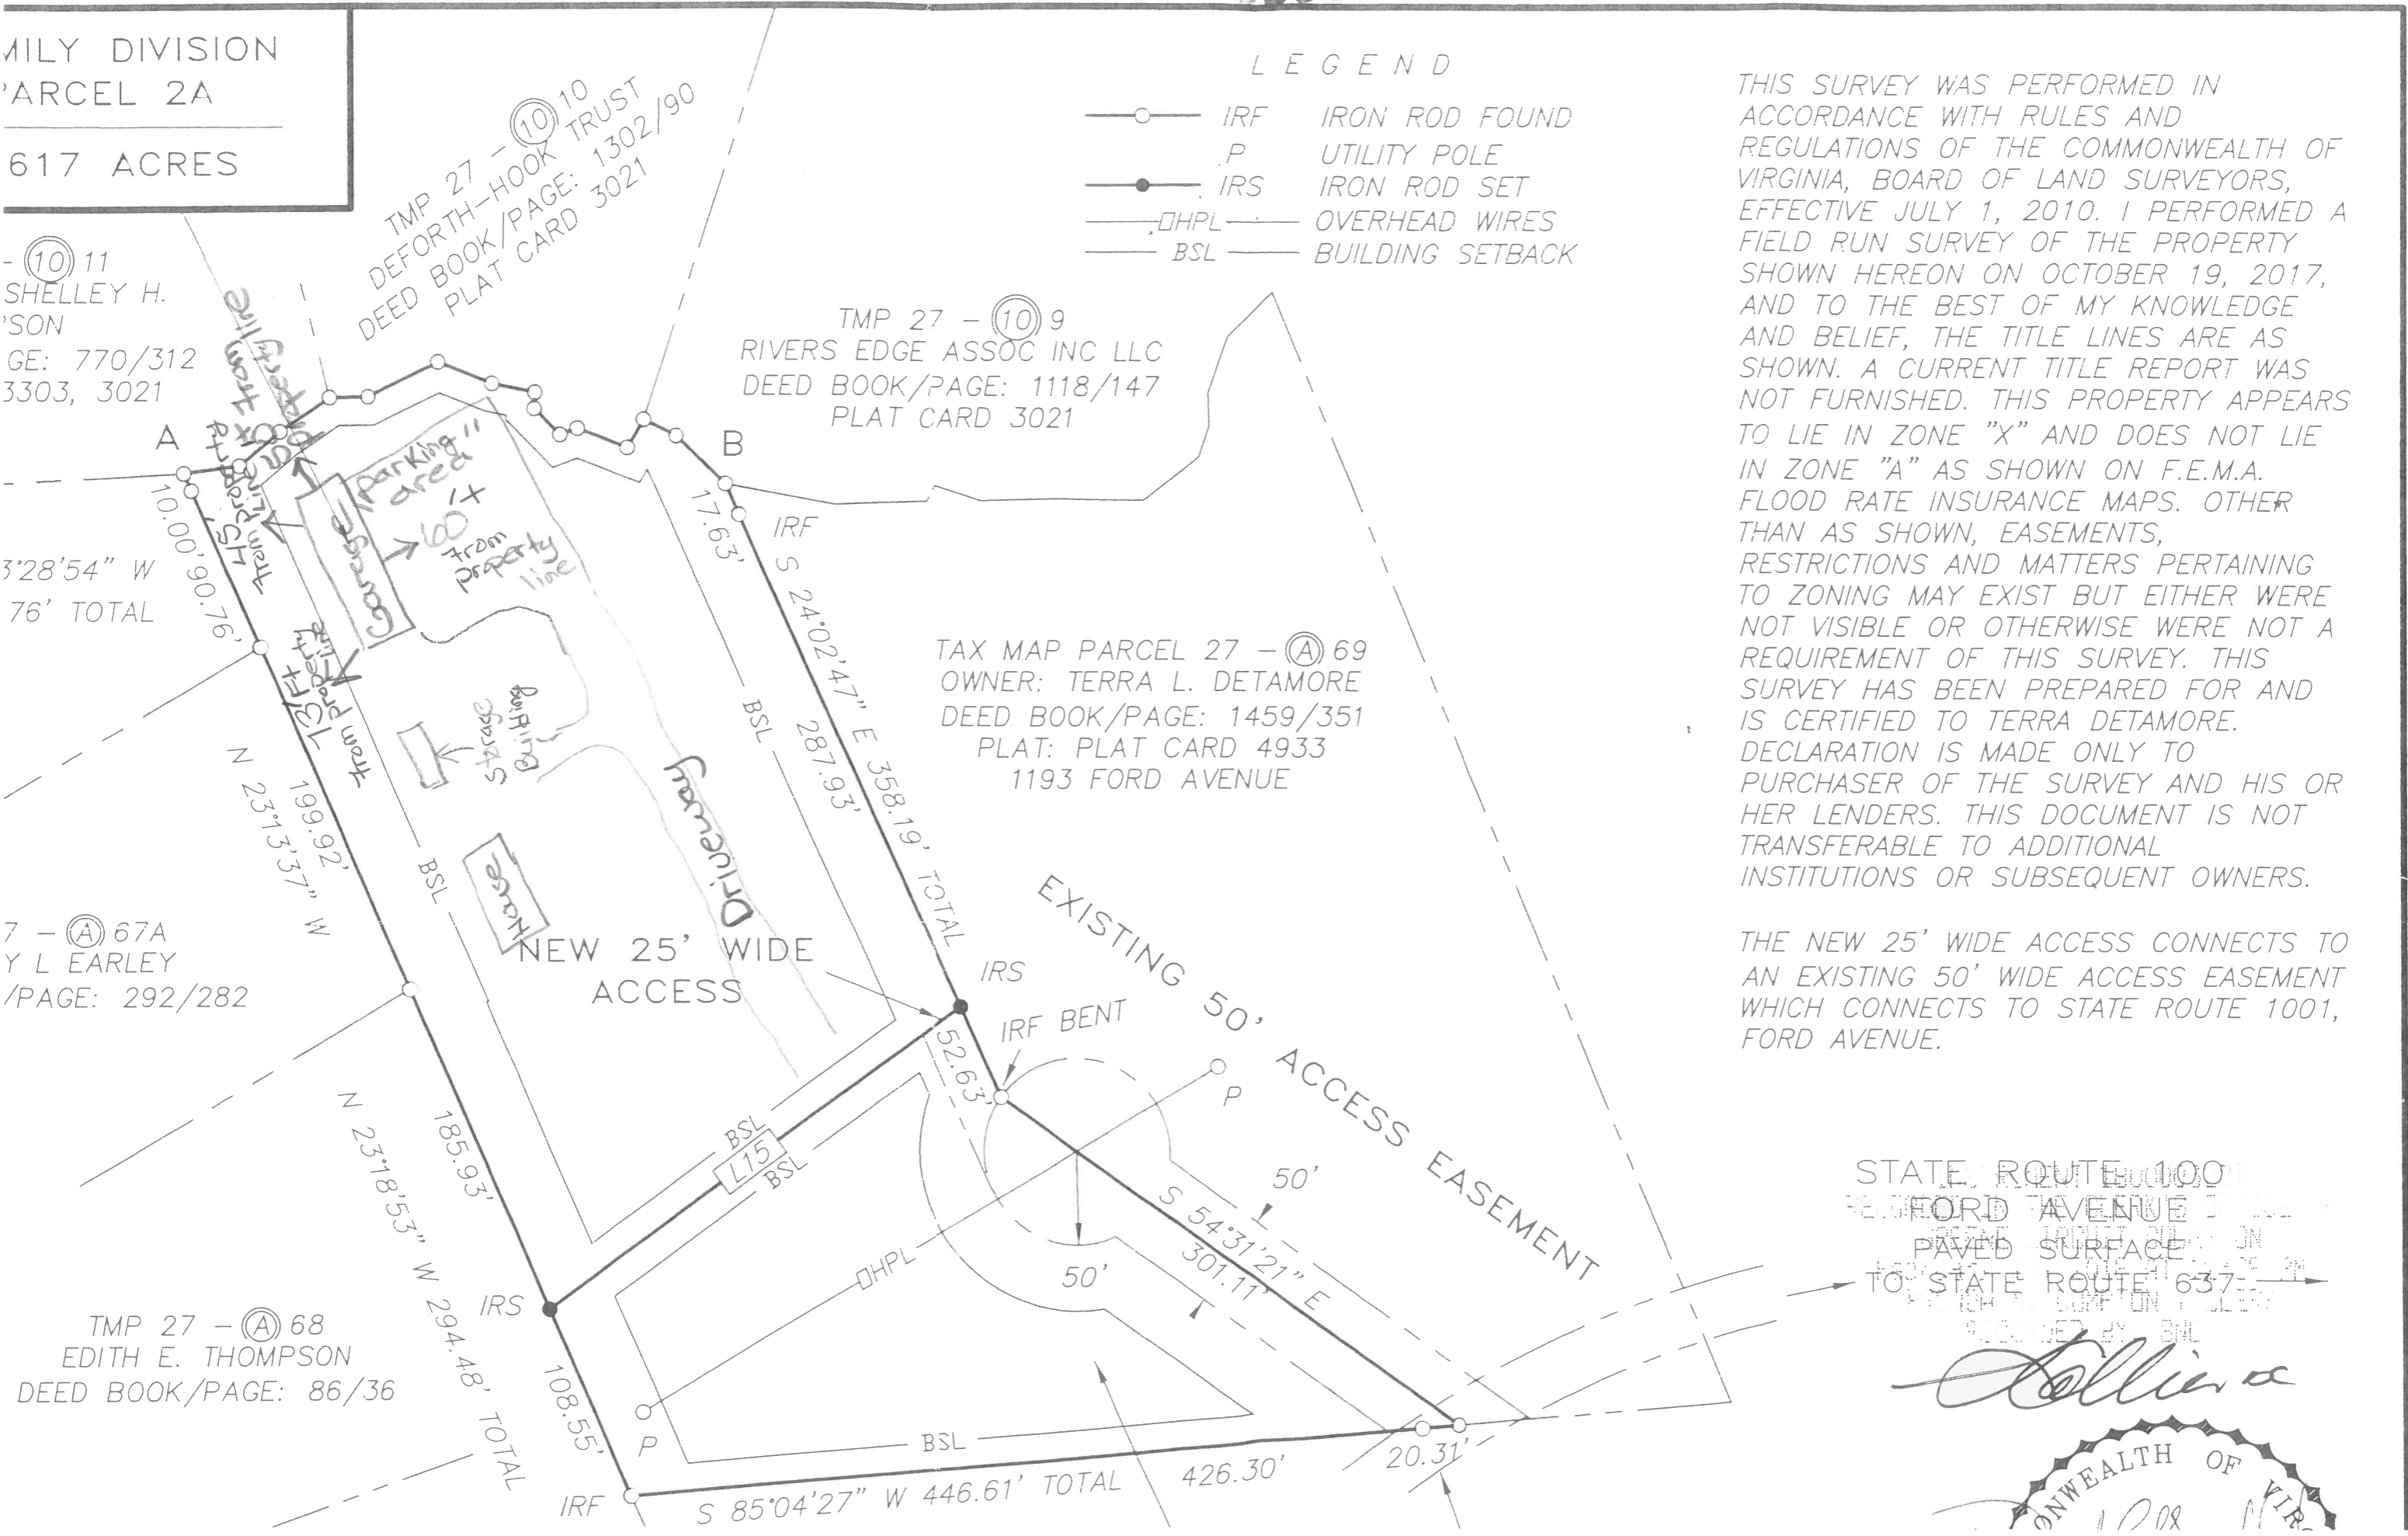 MILY DIVISION
PARCEL 2A
617 ACRES
- (10) 11
SHELLEY H.
'SON
GE: 770/312
3303, 3021
TMP 27 - (10) 10
DEFORTH-HOOK TRUST
DEED BOOK/PAGE: 1302/90
PLAT CARD 3021
LEGEND
IRF IRON ROD FOUND
P UTILITY POLE
IRS IRON ROD SET
OHPL OVERHEAD WIRES
BSL BUILDING SETBACK
TMP 27 - (10) 9
RIVERS EDGE ASSOC INC LLC
DEED BOOK/PAGE: 1118/147
PLAT CARD 3021
THIS SURVEY WAS PERFORMED IN
ACCORDANCE WITH RULES AND
REGULATIONS OF THE COMMONWEALTH OF
VIRGINIA, BOARD OF LAND SURVEYORS,
EFFECTIVE JULY 1, 2010. I PERFORMED A
FIELD RUN SURVEY OF THE PROPERTY
SHOWN HEREON ON OCTOBER 19, 2017,
AND TO THE BEST OF MY KNOWLEDGE
AND BELIEF, THE TITLE LINES ARE AS
SHOWN. A CURRENT TITLE REPORT WAS
NOT FURNISHED. THIS PROPERTY APPEARS
TO LIE IN ZONE "X" AND DOES NOT LIE
IN ZONE "A" AS SHOWN ON F.E.M.A.
FLOOD RATE INSURANCE MAPS. OTHER
THAN AS SHOWN, EASEMENTS,
RESTRICTIONS AND MATTERS PERTAINING
TO ZONING MAY EXIST BUT EITHER WERE
NOT VISIBLE OR OTHERWISE WERE NOT A
REQUIREMENT OF THIS SURVEY. THIS
SURVEY HAS BEEN PREPARED FOR AND
IS CERTIFIED TO TERRA DETAMORE.
DECLARATION IS MADE ONLY TO
PURCHASER OF THE SURVEY AND HIS OR
HER LENDERS. THIS DOCUMENT IS NOT
TRANSFERABLE TO ADDITIONAL
INSTITUTIONS OR SUBSEQUENT OWNERS.
THE NEW 25' WIDE ACCESS CONNECTS TO
AN EXISTING 50' WIDE ACCESS EASEMENT
WHICH CONNECTS TO STATE ROUTE 1001,
FORD AVENUE.
A
B
ft from
property line
45'
from property
Line
parking
area
Garage
60 ft
from
property
line
10.00'
90.76'
17.63'
IRF
3°28'54" W
76' TOTAL
S 24°02'47" E 358.19' TOTAL
287.93'
73 Ft
from property
line
Storage
Building
BSL
TAX MAP PARCEL 27 - (A) 69
OWNER: TERRA L. DETAMORE
DEED BOOK/PAGE: 1459/351
PLAT: PLAT CARD 4933
1193 FORD AVENUE
199.92'
N 23°13'37" W
BSL
House
Driveway
NEW 25' WIDE
ACCESS
7 - (A) 67A
Y L EARLEY
/PAGE: 292/282
IRS
IRF BENT
52.63'
EXISTING 50' ACCESS EASEMENT
P
185.93'
N 23°18'53" W 294.48' TOTAL
BSL
L15
BSL
50'
50'
S 54°31'21" E
301.11'
OHPL
IRS
TMP 27 - (A) 68
EDITH E. THOMPSON
DEED BOOK/PAGE: 86/36
108.55'
P
BSL
IRF
S 85°04'27" W 446.61' TOTAL
426.30'
20.31'
STATE ROUTE 100
FORD AVENUE
PAVED SURFACE
TO STATE ROUTE 637
ONWEALTH OF VIR